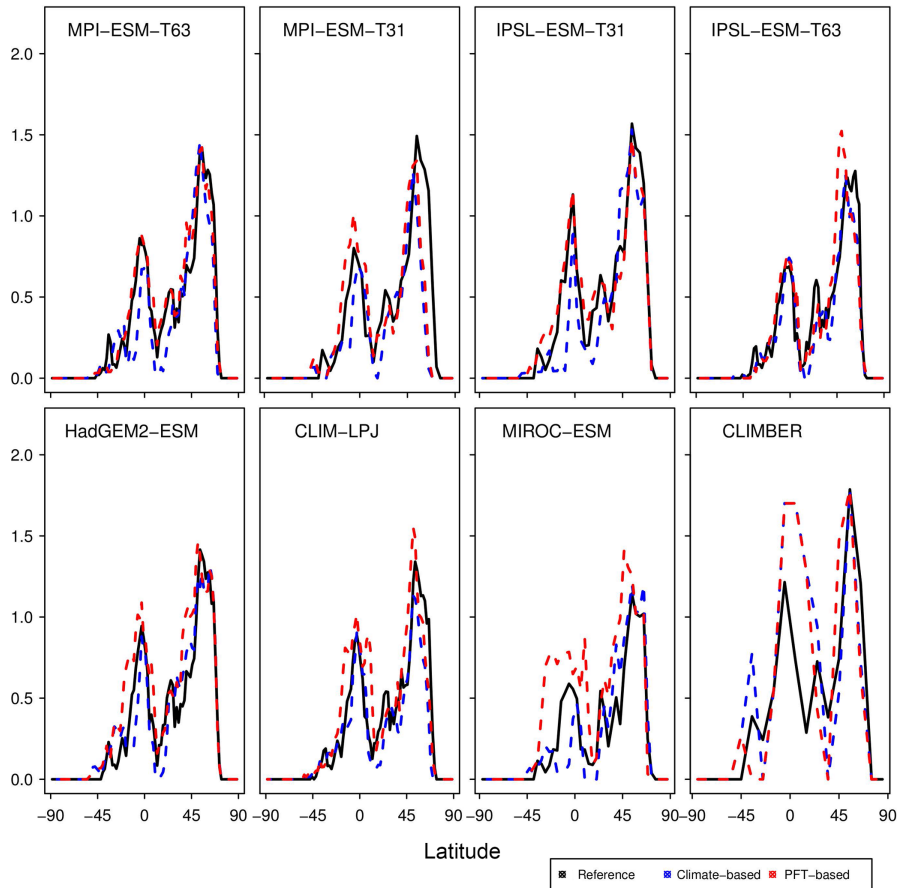 MPI−ESM−T63 MPI−ESM−T31 IPSL−ESM−T31 IPSL−ESM−T63
2.0
1.5
1.0
0.5
0.0
HadGEM2−ESM CLIM−LPJ MIROC−ESM CLIMBER
2.0
1.5
1.0
0.5
0.0
−90 −45 0 45 90 −90 −45 0 45 90 −90 −45 0 45 90 −90 −45 0 45 90
Latitude
Reference Climate−based PFT−based